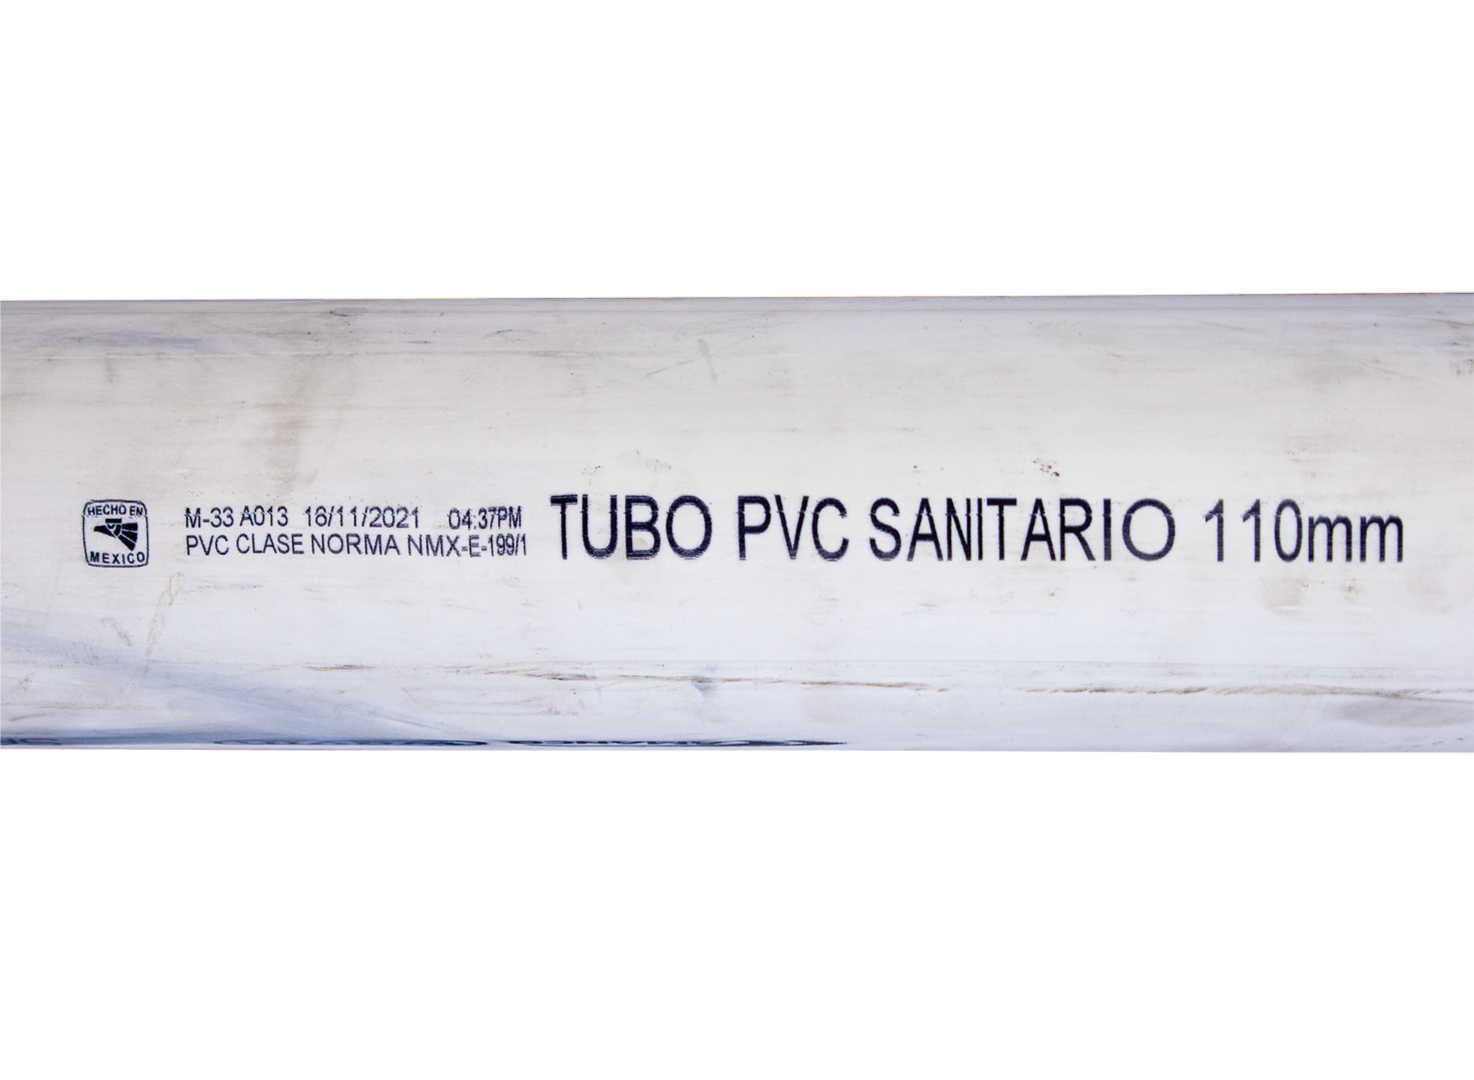 HECHO EN
MEXICO
M-33 A013 16/11/2021 04:37PM
PVC CLASE NORMA NMX-E-199/1
TUBO PVC SANITARIO 110mm